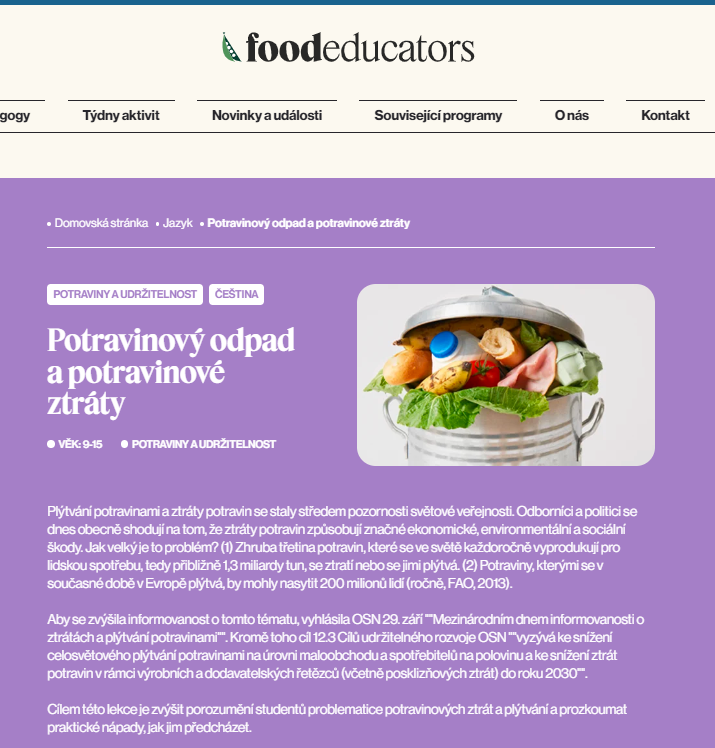 foodeducators
gogy Týdny aktivit Novinky a události Související programy O nás Kontakt
Domovská stránka Jazyk Potravinový odpad a potravinové ztráty
POTRAVINY A UDRŽITELNOST ČEŠTINA
Potravinový odpad
a potravinové
ztráty
VĚK: 9-15 POTRAVINY A UDRŽITELNOST
Plýtvání potravinami a ztráty potravin se staly středem pozornosti světové veřejnosti. Odborníci a politici se
dnes obecně shodují na tom, že ztráty potravin způsobují značné ekonomické, environmentální a sociální
škody. Jak velký je to problém? (1) Zhruba třetina potravin, které se ve světě každoročně vyprodukují pro
lidskou spotřebu, tedy přibližně 1,3 miliardy tun, se ztratí nebo se jimi plýtvá. (2) Potraviny, kterými se v
současné době v Evropě plýtvá, by mohly nasytit 200 milionů lidí (ročně, FAO, 2013).
Aby se zvýšila informovanost o tomto tématu, vyhlásila OSN 29. září ""Mezinárodním dnem informovanosti o
ztrátách a plýtvání potravinami"". Kromě toho cíl 12.3 Cílů udržitelného rozvoje OSN ""vyzývá ke snížení
celosvětového plýtvání potravinami na úrovni maloobchodu a spotřebitelů na polovinu a ke snížení ztrát
potravin v rámci výrobních a dodavatelských řetězců (včetně posklizňových ztrát) do roku 2030"".
Cílem této lekce je zvýšit porozumění studentů problematice potravinových ztrát a plýtvání a prozkoumat
praktické nápady, jak jim předcházet.